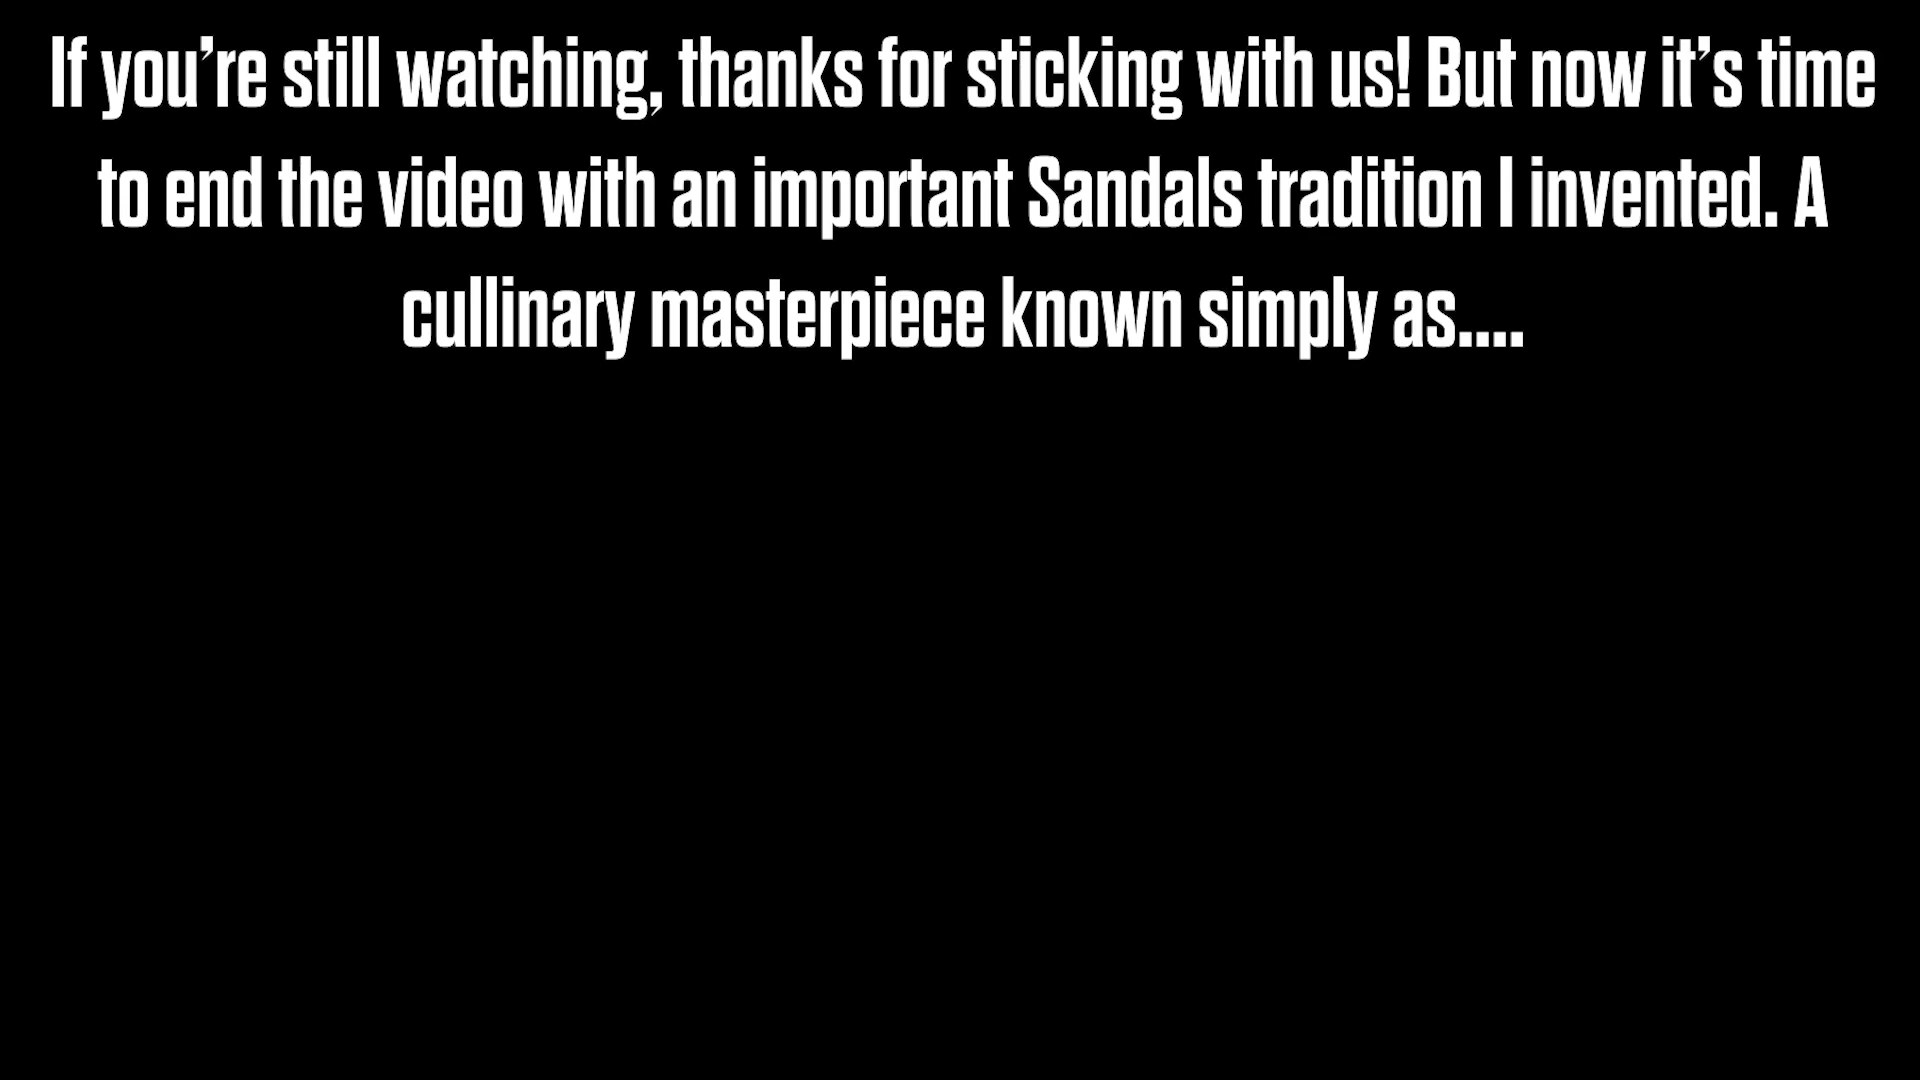 If you’re still watching, thanks for sticking with us! But now it’s time
to end the video with an important Sandals tradition I invented. A
cullinary masterpiece known simply as....